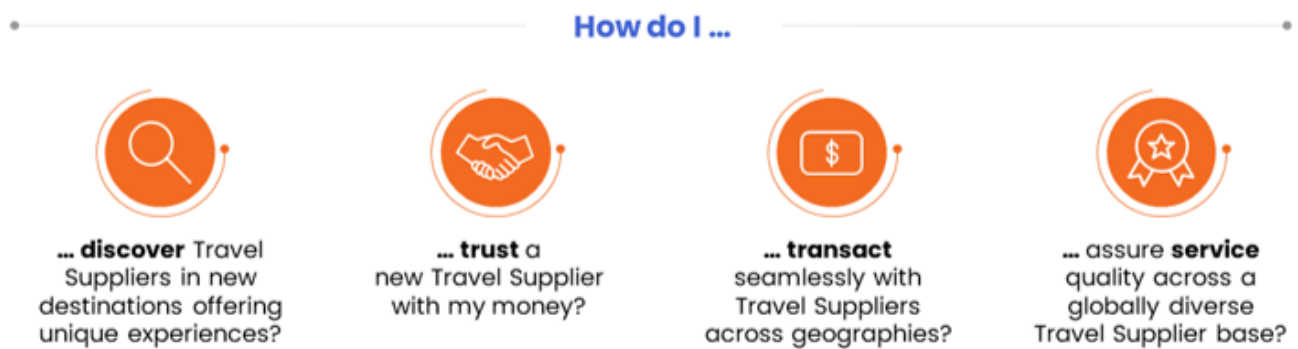 How do I ...
... discover Travel
Suppliers in new
destinations offering
unique experiences?
... trust a
new Travel Supplier
with my money?
$
... transact
seamlessly with
Travel Suppliers
across geographies?
... assure service
quality across a
globally diverse
Travel Supplier base?